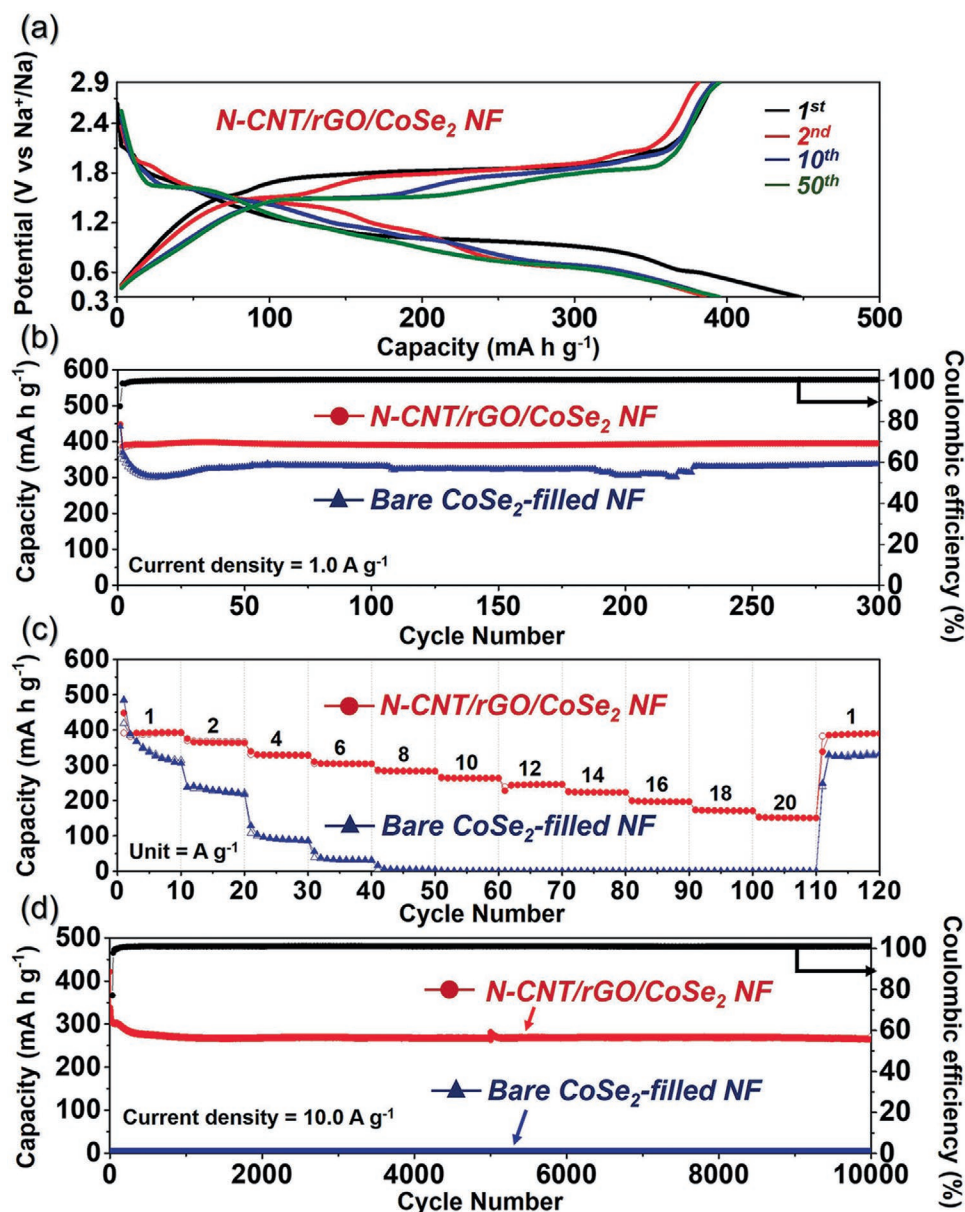 (a)
Potential (V vs Na⁺/Na)
2.9
2.4
1.8
1.2
0.6
0.3
N-CNT/rGO/CoSe₂ NF
1ˢᵗ
2ⁿᵈ
10ᵗʰ
50ᵗʰ
0 100 200 300 400 500
Capacity (mA h g⁻¹)
(b)
Capacity (mA h g⁻¹)
600
500
400
300
200
100
0
N-CNT/rGO/CoSe₂ NF
Bare CoSe₂-filled NF
Current density = 1.0 A g⁻¹
100
80
60
40
20
0
Coulombic efficiency (%)
0 50 100 150 200 250 300
Cycle Number
(c)
Capacity (mA h g⁻¹)
600
500
400
300
200
100
0
N-CNT/rGO/CoSe₂ NF
1 2 4 6 8 10 12 14 16 18 20 1
Bare CoSe₂-filled NF
Unit = A g⁻¹
0 10 20 30 40 50 60 70 80 90 100 110 120
Cycle Number
(d)
Capacity (mA h g⁻¹)
500
400
300
200
100
0
N-CNT/rGO/CoSe₂ NF
Bare CoSe₂-filled NF
Current density = 10.0 A g⁻¹
100
80
60
40
20
0
Coulombic efficiency (%)
0 2000 4000 6000 8000 10000
Cycle Number